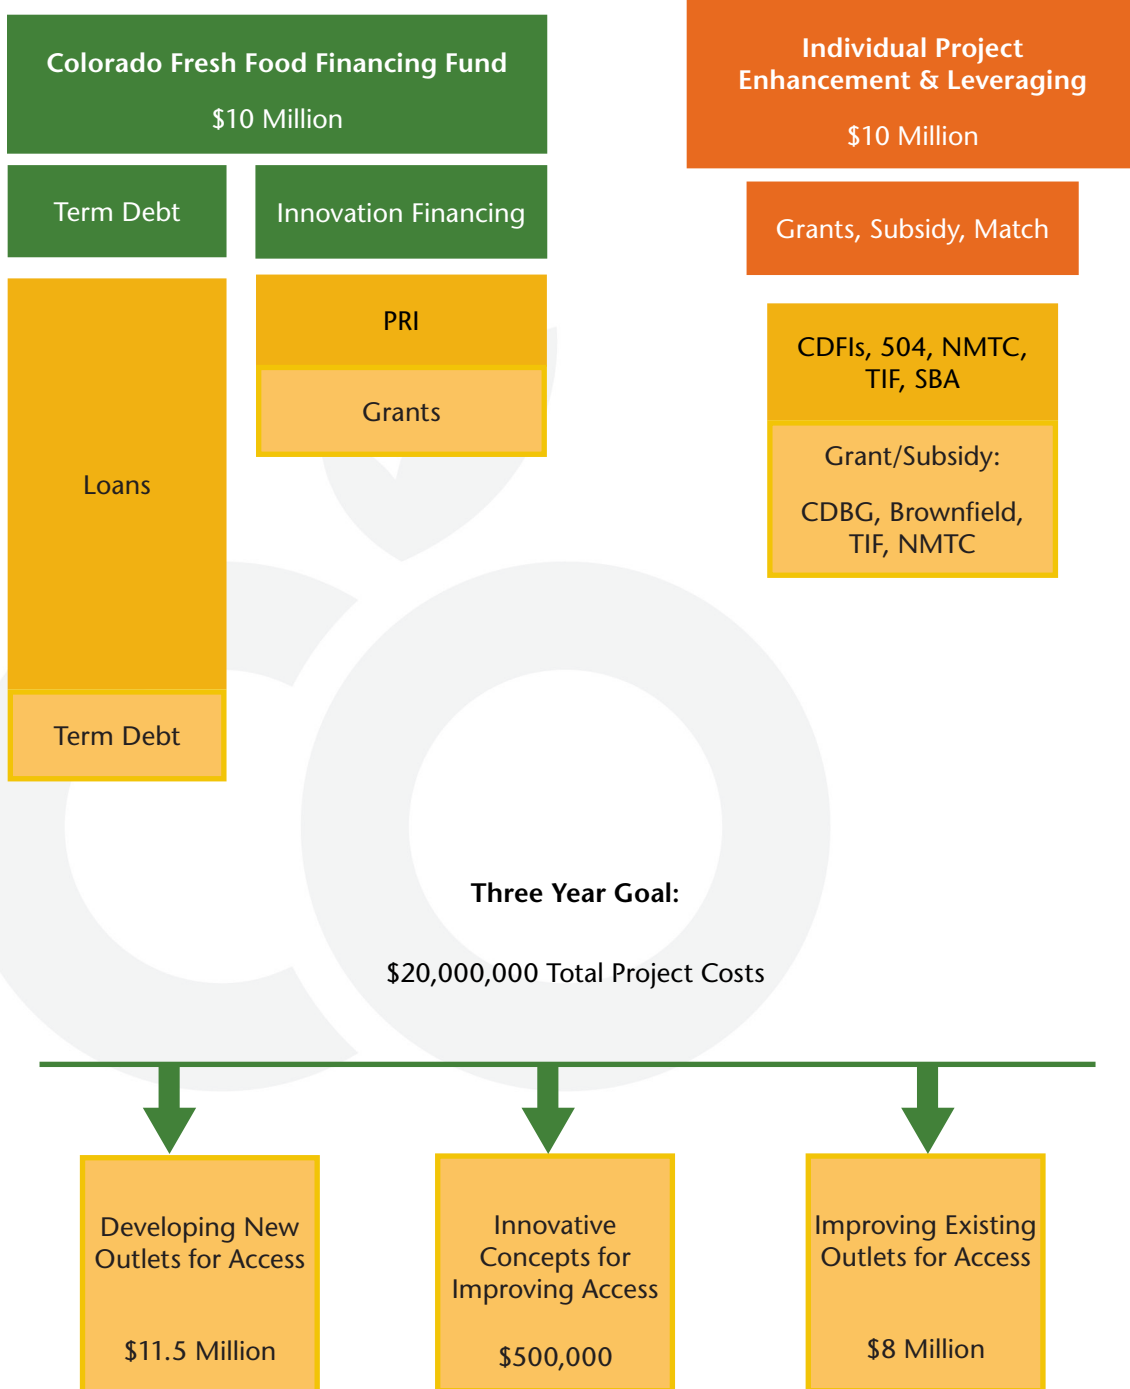 Colorado Fresh Food Financing Fund
$10 Million
Individual Project
Enhancement & Leveraging
$10 Million
Term Debt
Innovation Financing
Grants, Subsidy, Match
Loans
Term Debt
PRI
Grants
CDFIs, 504, NMTC,
TIF, SBA
Grant/Subsidy:
CDBG, Brownfield,
TIF, NMTC
Three Year Goal:
$20,000,000 Total Project Costs
Developing New
Outlets for Access
$11.5 Million
Innovative
Concepts for
Improving Access
$500,000
Improving Existing
Outlets for Access
$8 Million